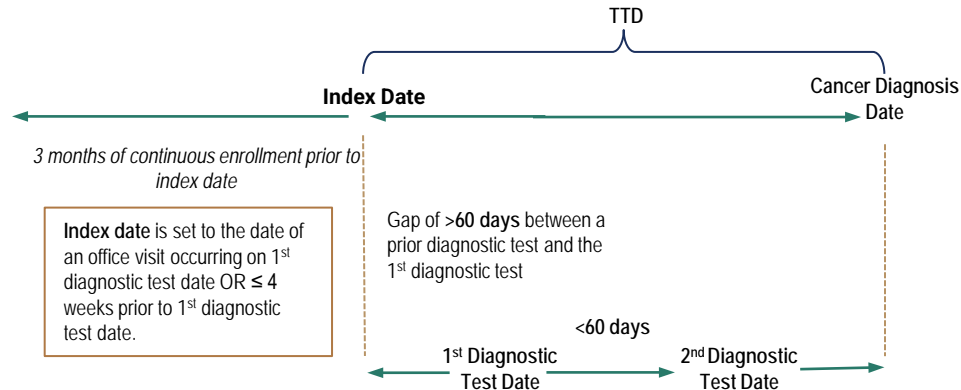 TTD
Index Date
Cancer Diagnosis
Date
3 months of continuous enrollment prior to
index date
Index date is set to the date of
an office visit occurring on 1st
diagnostic test date OR ≤ 4
weeks prior to 1st diagnostic
test date.
Gap of >60 days between a
prior diagnostic test and the
1st diagnostic test
<60 days
1st Diagnostic
Test Date
2nd Diagnostic
Test Date